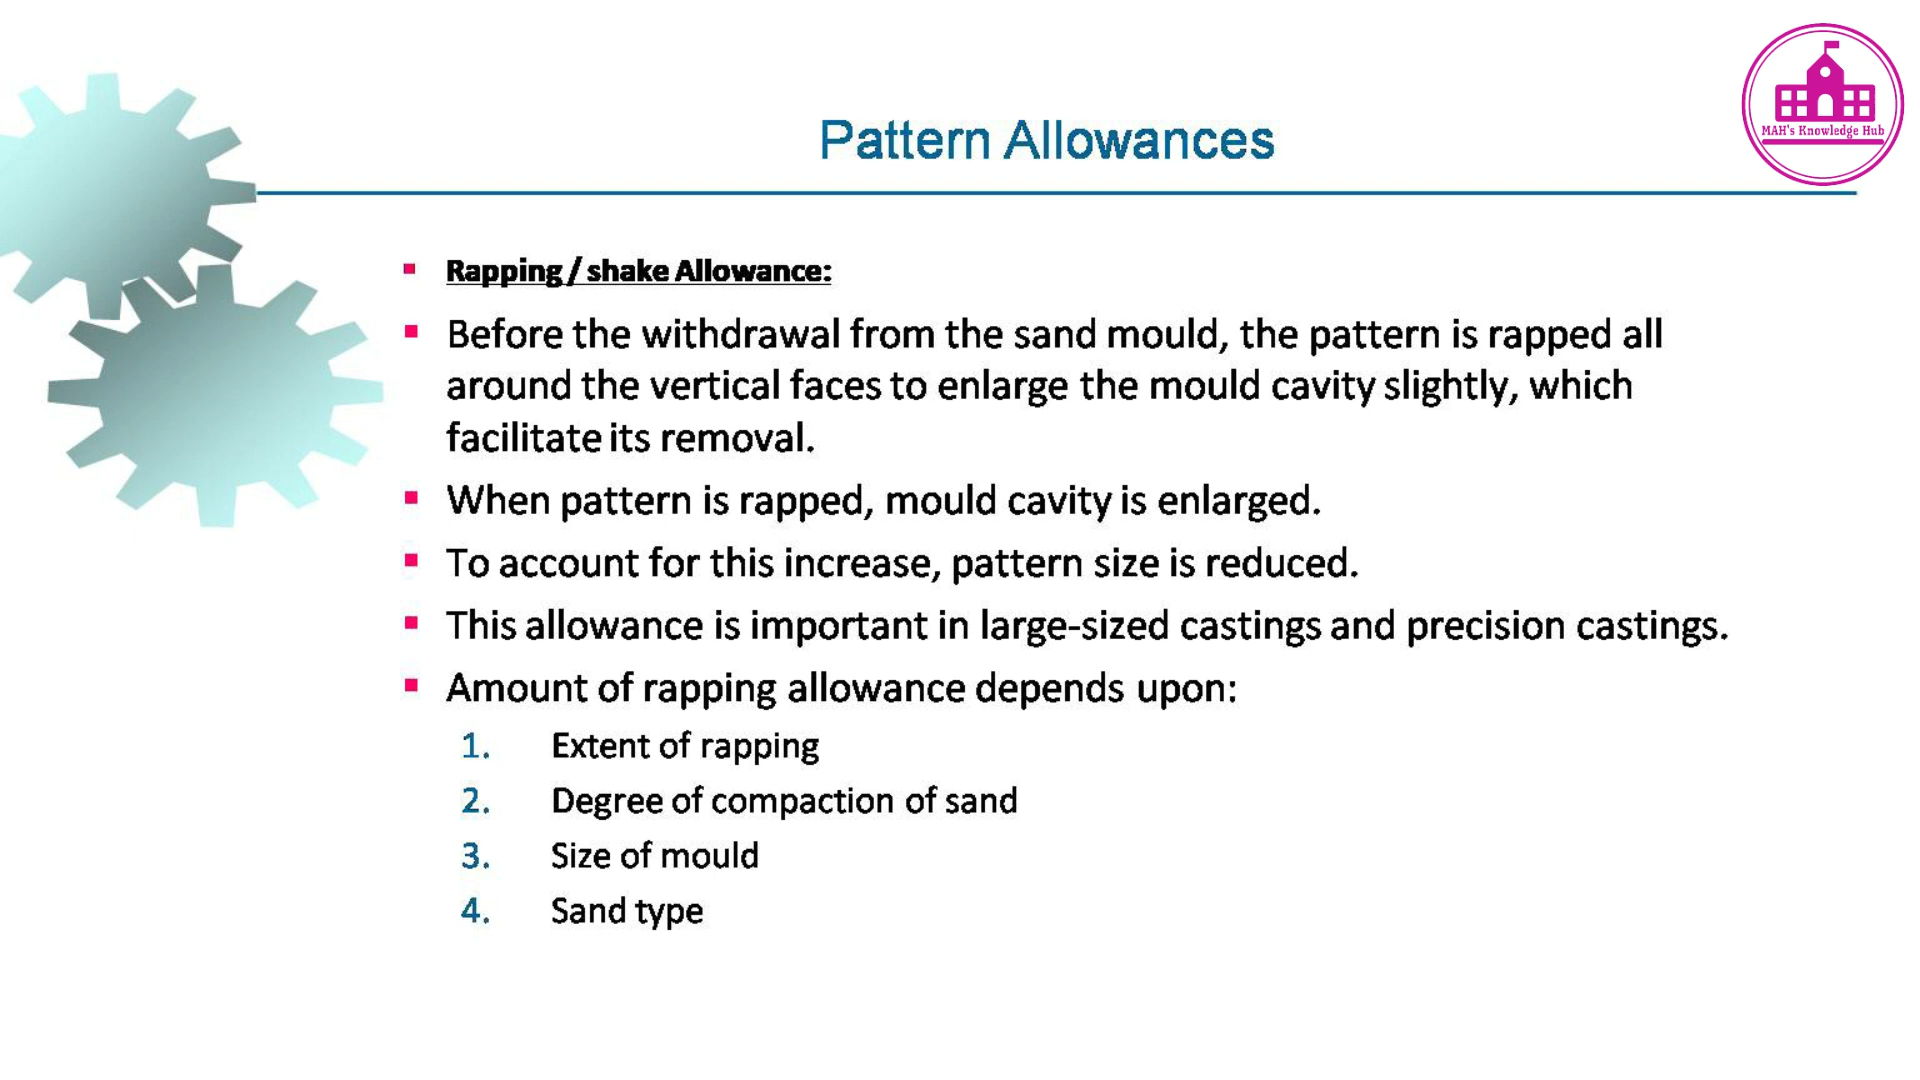 MAH's Knowledge Hub
Pattern Allowances
▪ Rapping / shake Allowance:
▪ Before the withdrawal from the sand mould, the pattern is rapped all
around the vertical faces to enlarge the mould cavity slightly, which
facilitate its removal.
▪ When pattern is rapped, mould cavity is enlarged.
▪ To account for this increase, pattern size is reduced.
▪ This allowance is important in large-sized castings and precision castings.
▪ Amount of rapping allowance depends upon:
1. Extent of rapping
2. Degree of compaction of sand
3. Size of mould
4. Sand type